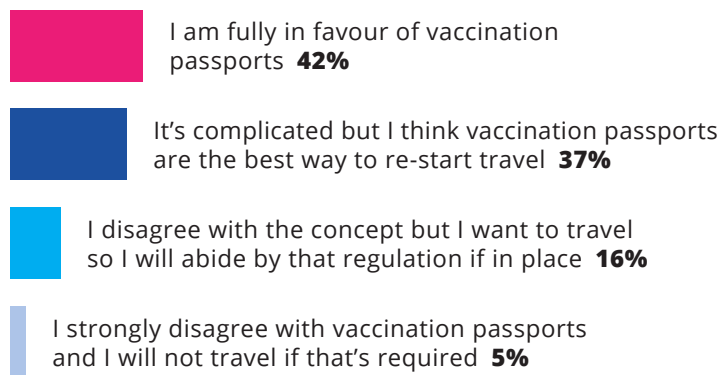 I am fully in favour of vaccination
passports 42%
It’s complicated but I think vaccination passports
are the best way to re-start travel 37%
I disagree with the concept but I want to travel
so I will abide by that regulation if in place 16%
I strongly disagree with vaccination passports
and I will not travel if that’s required 5%